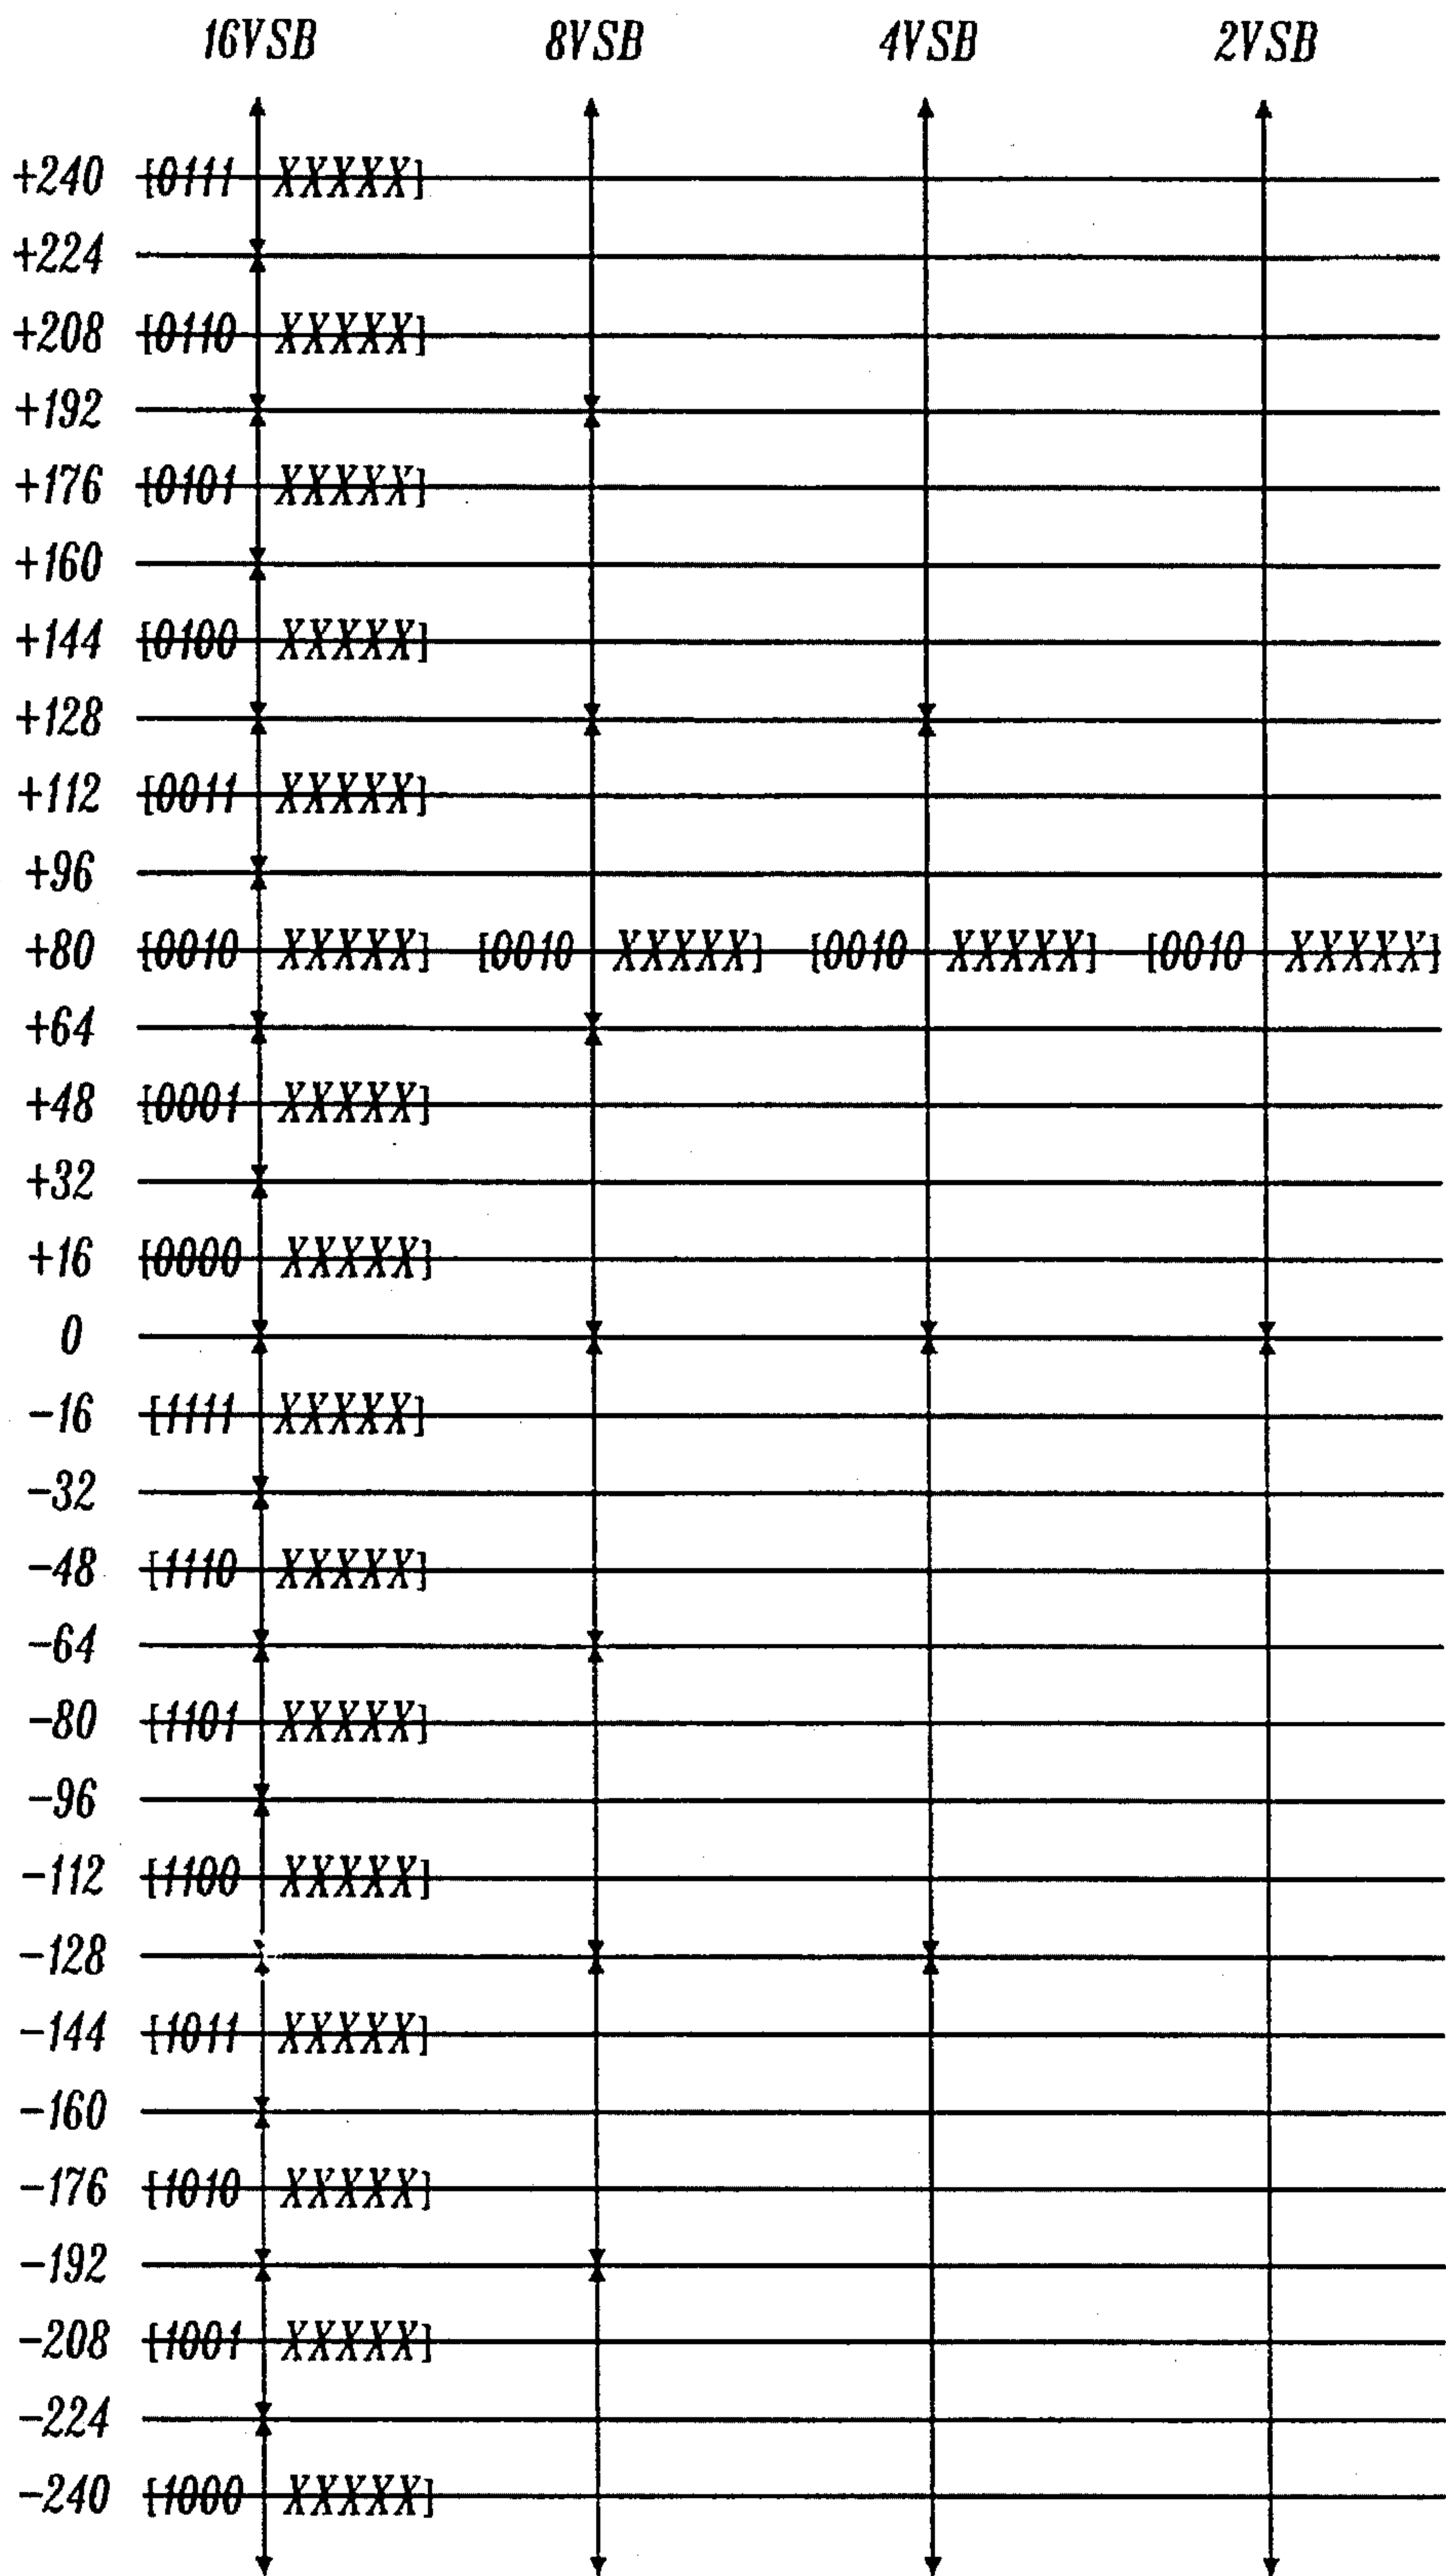 16VSB 8VSB 4VSB 2VSB
+240 [0111 XXXXX]
+224
+208 [0110 XXXXX]
+192
+176 [0101 XXXXX]
+160
+144 [0100 XXXXX]
+128
+112 [0011 XXXXX]
+96
+80 [0010 XXXXX] [0010 XXXXX] [0010 XXXXX] [0010 XXXXX]
+64
+48 [0001 XXXXX]
+32
+16 [0000 XXXXX]
0
-16 [1111 XXXXX]
-32
-48 [1110 XXXXX]
-64
-80 [1101 XXXXX]
-96
-112 [1100 XXXXX]
-128
-144 [1011 XXXXX]
-160
-176 [1010 XXXXX]
-192
-208 [1001 XXXXX]
-224
-240 [1000 XXXXX]